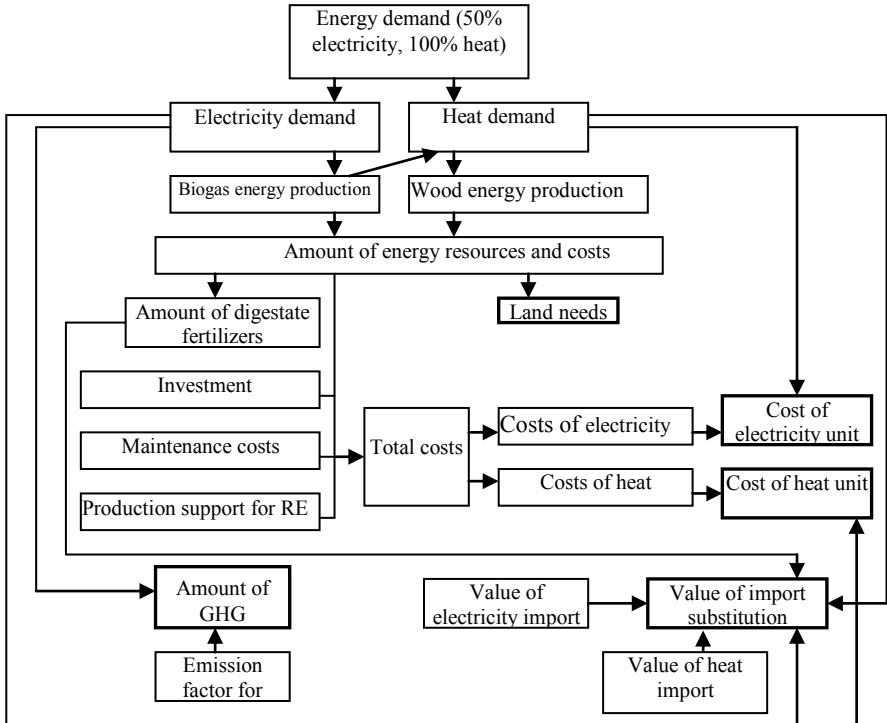 Energy demand (50%
electricity, 100% heat)
Electricity demand
Heat demand
Biogas energy production
Wood energy production
Amount of energy resources and costs
Amount of digestate
fertilizers
Land needs
Investment
Maintenance costs
Production support for RE
Total costs
Costs of electricity
Costs of heat
Cost of
electricity unit
Cost of heat unit
Amount of
GHG
Emission
factor for
Value of
electricity import
Value of import
substitution
Value of heat
import